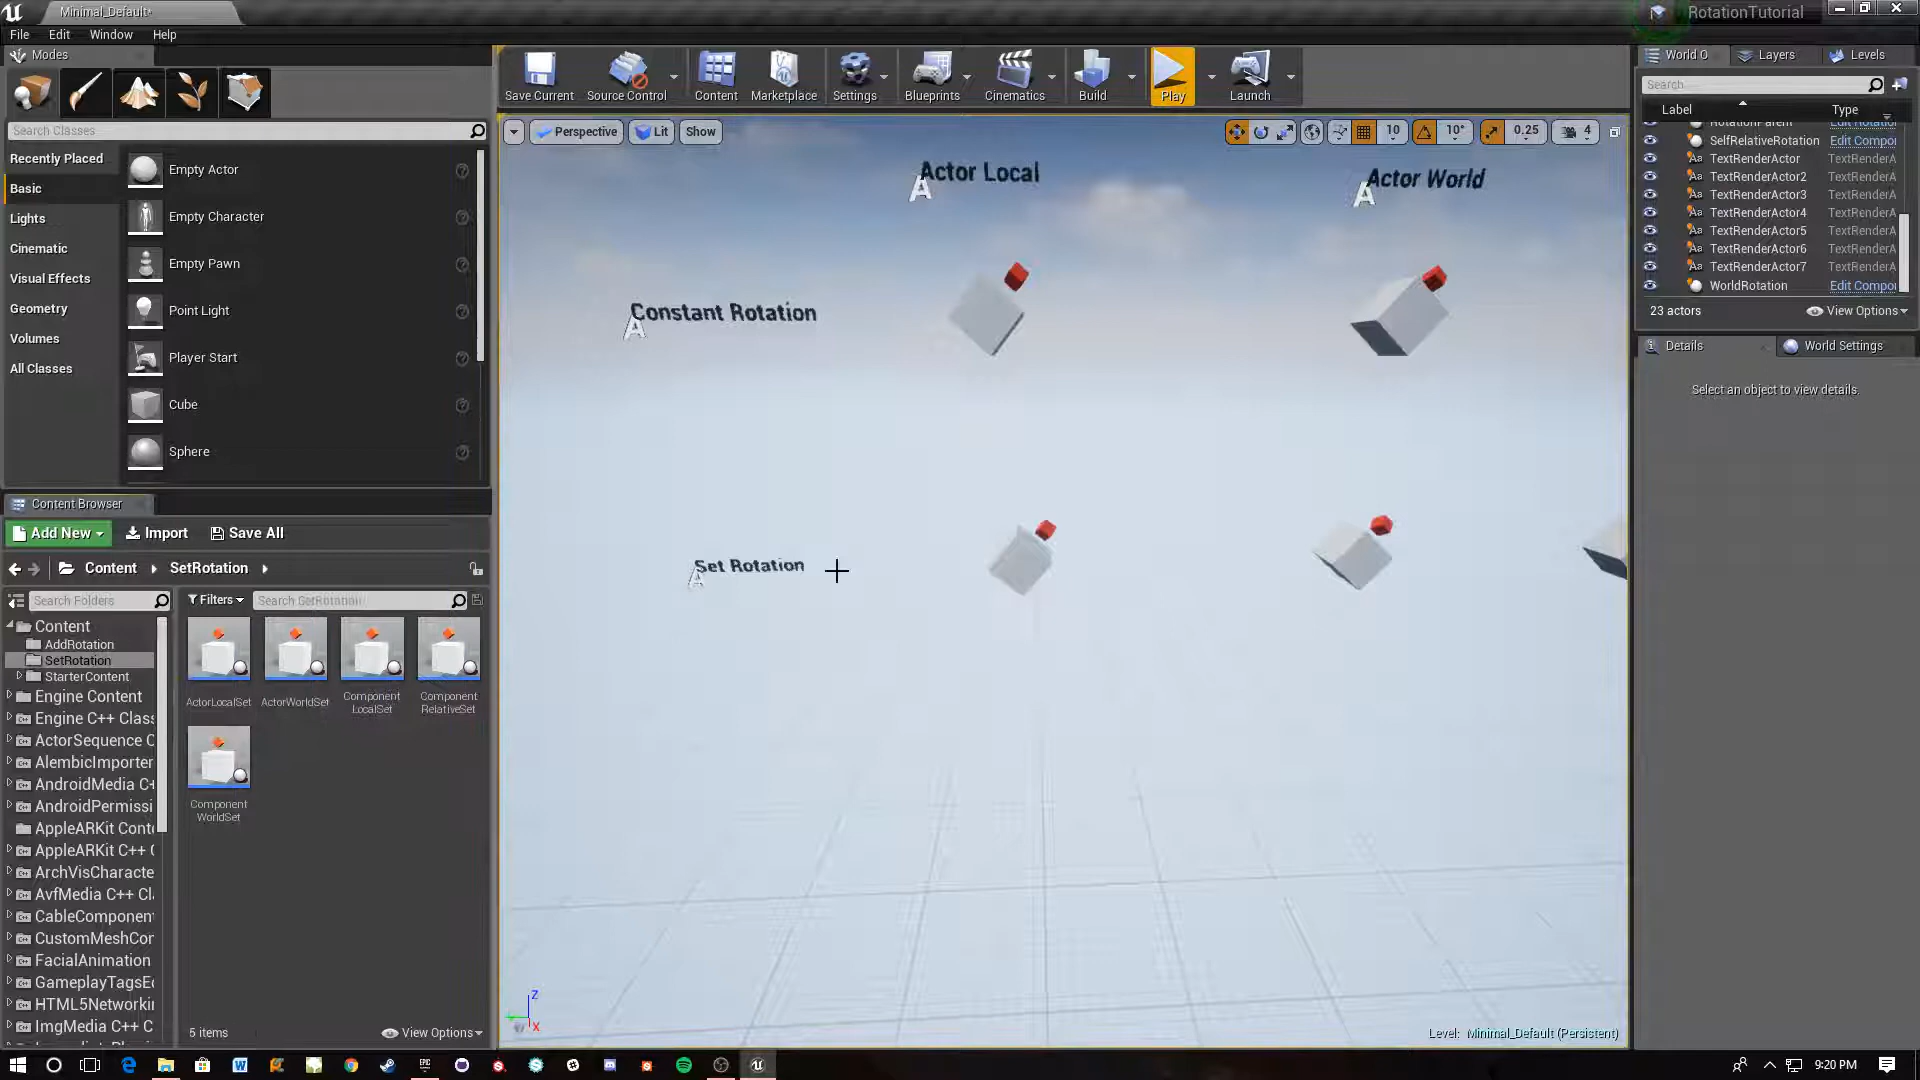 Minimal_Default*
RotationTutorial
File Edit Window Help
Modes
Search Classes
Recently Placed
Basic
Lights
Cinematic
Visual Effects
Geometry
Volumes
All Classes
Empty Actor
Empty Character
Empty Pawn
Point Light
Player Start
Cube
Sphere
Save Current Source Control Content Marketplace Settings Blueprints Cinematics Build Play Launch
Perspective Lit Show
10 10° 0.25 4
Actor Local
Actor World
Constant Rotation
Set Rotation
Level: Minimal_Default (Persistent)
Z
X
World O Layers Levels
Search...
Label Type
RotationParent Edit Rotatio
SelfRelativeRotation Edit Compo
TextRenderActor TextRenderA
TextRenderActor2 TextRenderA
TextRenderActor3 TextRenderA
TextRenderActor4 TextRenderA
TextRenderActor5 TextRenderA
TextRenderActor6 TextRenderA
TextRenderActor7 TextRenderA
WorldRotation Edit Compo
23 actors View Options
Details World Settings
Select an object to view details.
Content Browser
Add New Import Save All
Content SetRotation
Search Folders
Filters Search SetRotation
Content
AddRotation
SetRotation
StarterContent
Engine Content
Engine C++ Class
ActorSequence C
AlembicImporter
AndroidMedia C+
AndroidPermissi
AppleARKit Conte
AppleARKit C++ C
ArchVisCharacte
AvfMedia C++ Cl
CableComponent
CustomMeshCor
FacialAnimation
GameplayTagsEd
HTML5Networkin
ImgMedia C++ C
ActorLocalSet
ActorWorldSet
Component LocalSet
Component RelativeSet
Component WorldSet
5 items View Options
9:20 PM